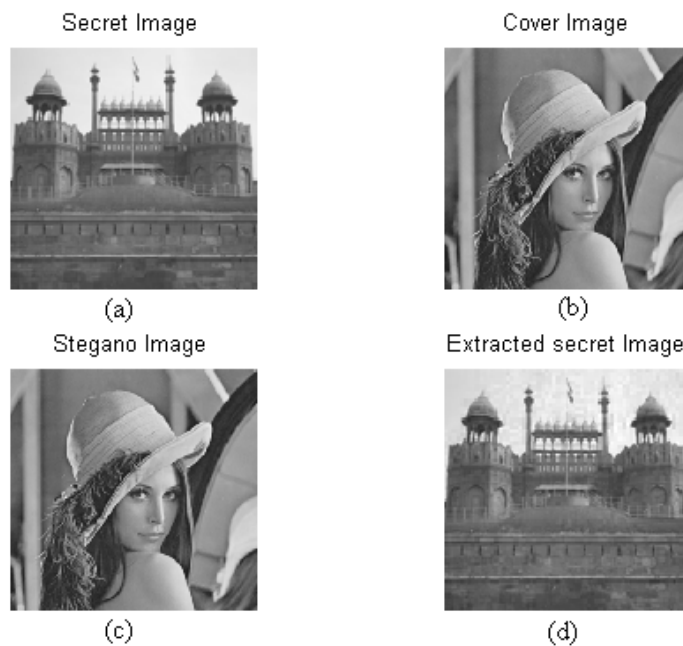 Secret Image
Cover Image
(a)
(b)
Stegano Image
Extracted secret Image
(c)
(d)